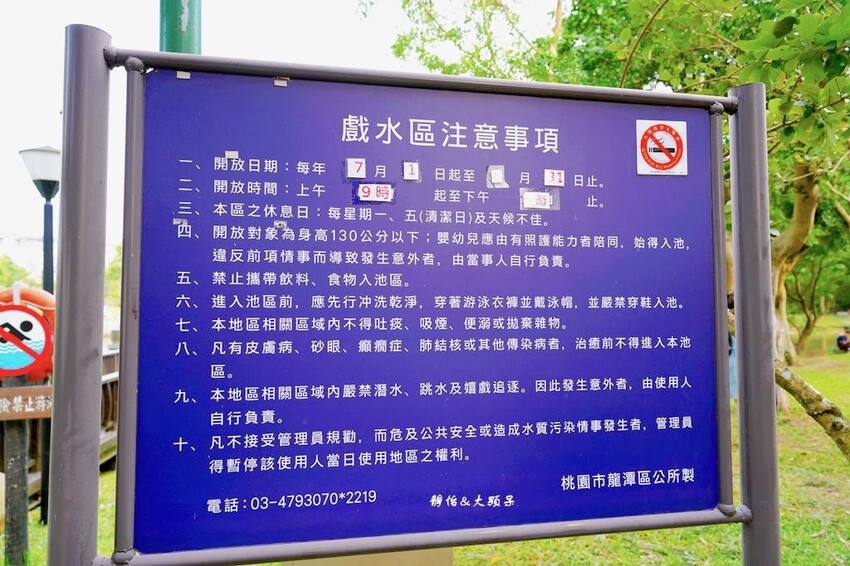 戲水區注意事項
一、開放日期：每年 7 月 1 日起至 月 31 日止。
二、開放時間：上午 9時 起至下午 時 止。
三、本區之休息日：每星期一、五(清潔日)及天候不佳。
四、開放對象為身高130公分以下；嬰幼兒應由有照護能力者陪同，始得入池，
違反前項情事而導致發生意外者，由當事人自行負責。
五、禁止攜帶飲料、食物入池區。
六、進入池區前，應先行冲洗乾淨，穿著游泳衣褲並戴泳帽，並嚴禁穿鞋入池。
七、本地區相關區域內不得吐痰、吸煙、便溺或拋棄雜物。
八、凡有皮膚病、砂眼、癲癇症、肺結核或其他傳染病者，治癒前不得進入本池
區。
九、本地區相關區域內嚴禁潛水、跳水及嬉戲追逐。因此發生意外者，由使用人
自行負責。
十、凡不接受管理員規勸，而危及公共安全或造成水質污染情事發生者，管理員
得暫停該使用人當日使用地區之權利。
電話：03-4793070*2219
桃園市龍潭區公所製
靜怡&大顆呆
險禁止